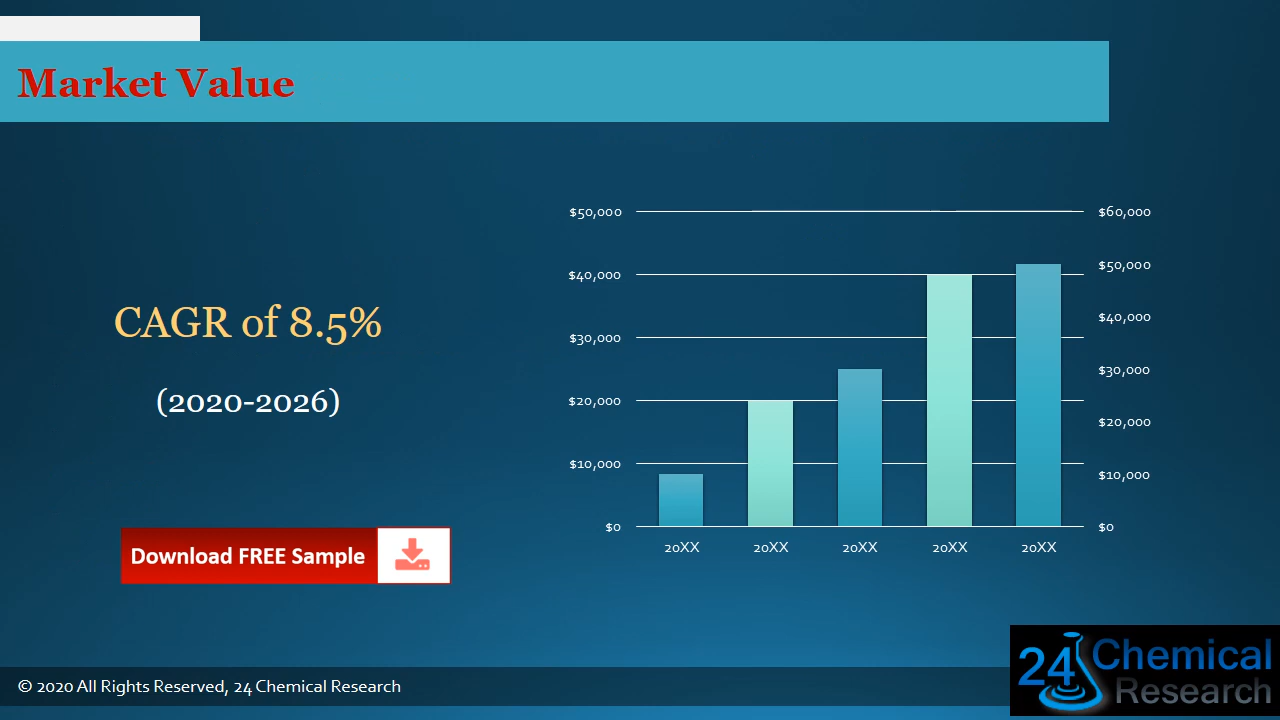 Market Value
CAGR of 8.5%
(2020-2026)
Download FREE Sample
$50,000
$40,000
$30,000
$20,000
$10,000
$0
$60,000
$50,000
$40,000
$30,000
$20,000
$10,000
$0
20XX 20XX 20XX 20XX 20XX
© 2020 All Rights Reserved, 24 Chemical Research
24 Chemical
Research